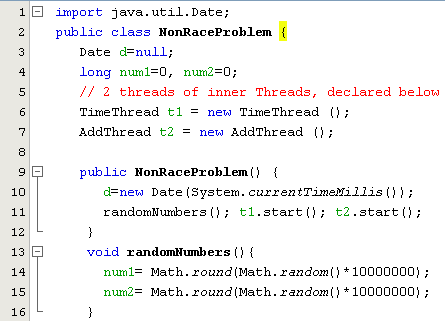 1 import java.util.Date;
2 public class NonRaceProblem {
3 Date d=null;
4 long num1=0, num2=0;
5 // 2 threads of inner Threads, declared below
6 TimeThread t1 = new TimeThread ();
7 AddThread t2 = new AddThread ();
8
9 public NonRaceProblem() {
10 d=new Date(System.currentTimeMillis());
11 randomNumbers(); t1.start(); t2.start();
12 }
13 void randomNumbers(){
14 num1= Math.round(Math.random()*10000000);
15 num2= Math.round(Math.random()*10000000);
16 }